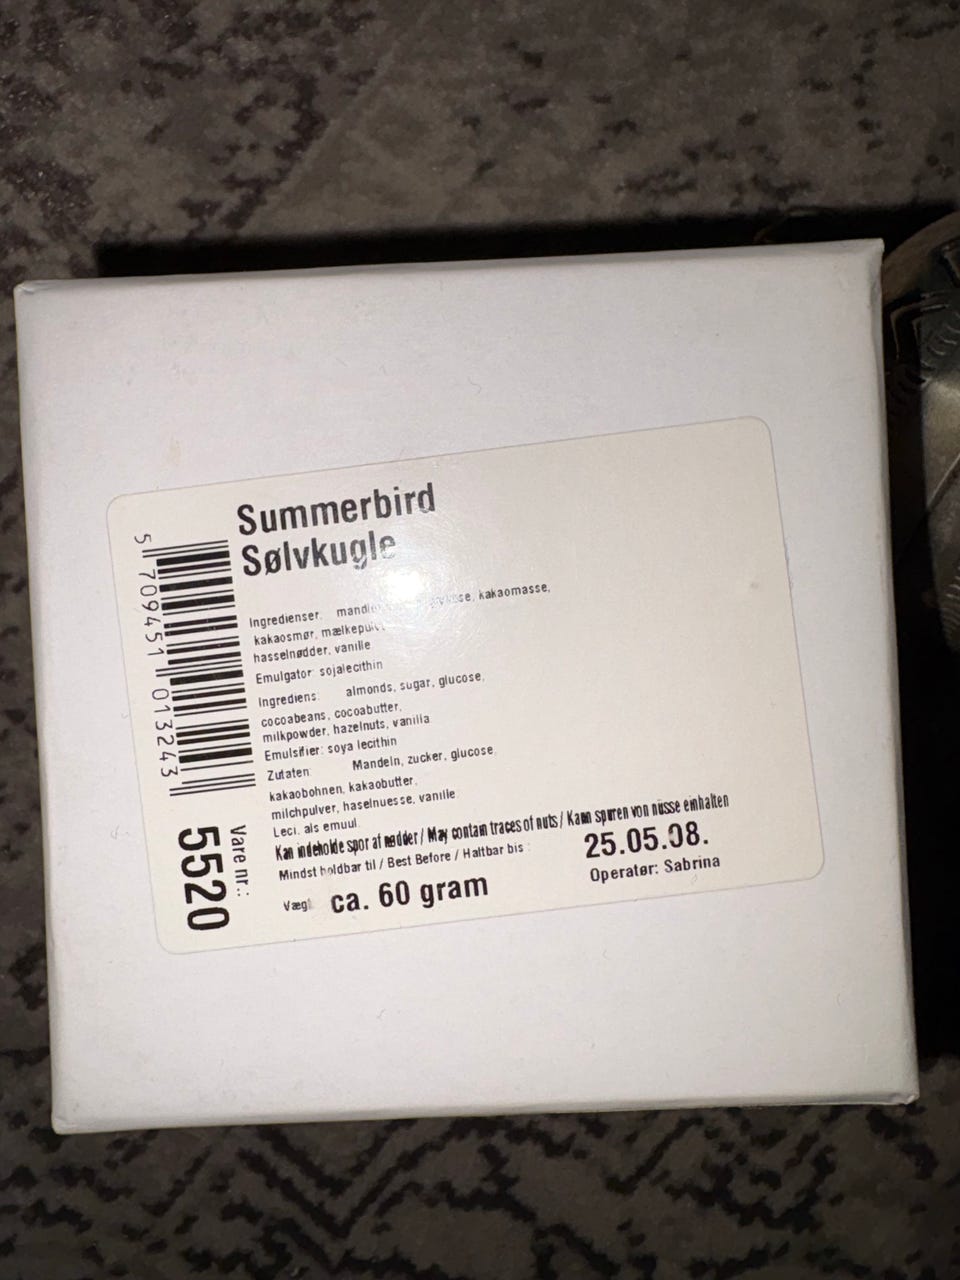 Summerbird
Sølvkugle
Ingredienser: kakaomasse,
kakaosmør,
hasselnødder, vanille
Emulgator: sojalecithin
Ingrediens: almonds, sugar, glucose,
cocoabeans, cocoabutter,
milkpowder, hazelnuts, vanilla
Emulsifier: soya lecithin
Zutaten: Mandeln, zucker, glucose,
kakaobohnen, kakaobutter,
milchpulver, haselnuesse, vanille.
Leci. als emuul.
Kan indeholde spor af nødder / May contain traces of nuts / Kann spuren von nüsse einhalten
Mindst holdbar til / Best Before / Haltbar bis : 25.05.08.
Vægt ca. 60 gram Operatør: Sabrina
5 709451 013243
Vare nr.:
5520